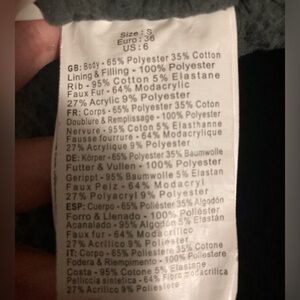 Size: S
Euro: 36
US: 6
GB: Body - 65% Polyester 35% Cotton
Lining & Filling - 100% Polyester
Rib - 95% Cotton 5% Elastane
Faux Fur - 64% Modacrylic
27% Acrylic 9% Polyester
FR: Corps - 65% Polyester 35% Coton
Doublure & Remplissage - 100% Polyester
Nervure - 95% Coton 5% Elasthanne
Fausse fourrure - 64% Modacrylique
27% Acrylique 9% Polyester
DE: Körper - 65% Polyester 35% Baumwolle
Futter & Vullen - 100% Polyester
Gerippt - 95% Baumwolle 5% Elastan
Faux Pelz - 64% Modacryl
27% Polyacryl 9% Polyester
ESP: Cuerpo - 65% Poliéster 35% Algodón
Forro & Llenado - 100% Poliéster
Acanalado - 95% Algodón 5% Elastán
Faux fur - 64% Modacrílico
27% Acrílico 9% Poliéster
IT: Corpo - 65% Poliestere 35% Cotone
Fodera & Riempimento - 100% Poliestere
Costa - 95% Cotone 5% Elastane
Pelliccia sintetica - 64% Fibra modacrilica
27% Acrilico 9% Poliestere